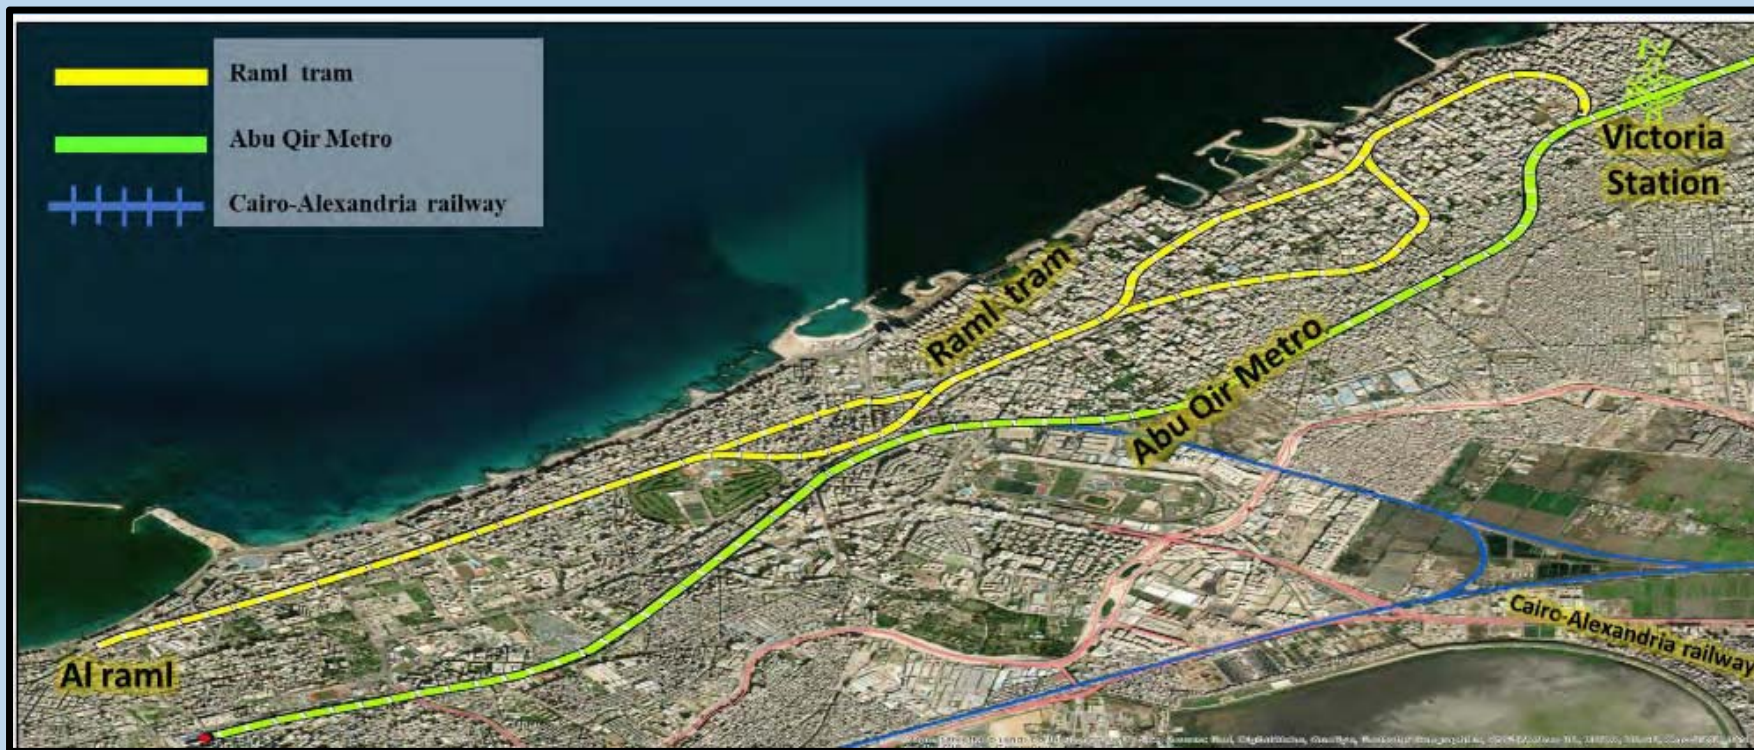 Raml tram
Abu Qir Metro
Cairo-Alexandria railway
N
Victoria
Station
Raml tram
Abu Qir Metro
Al raml
Cairo-Alexandria railway